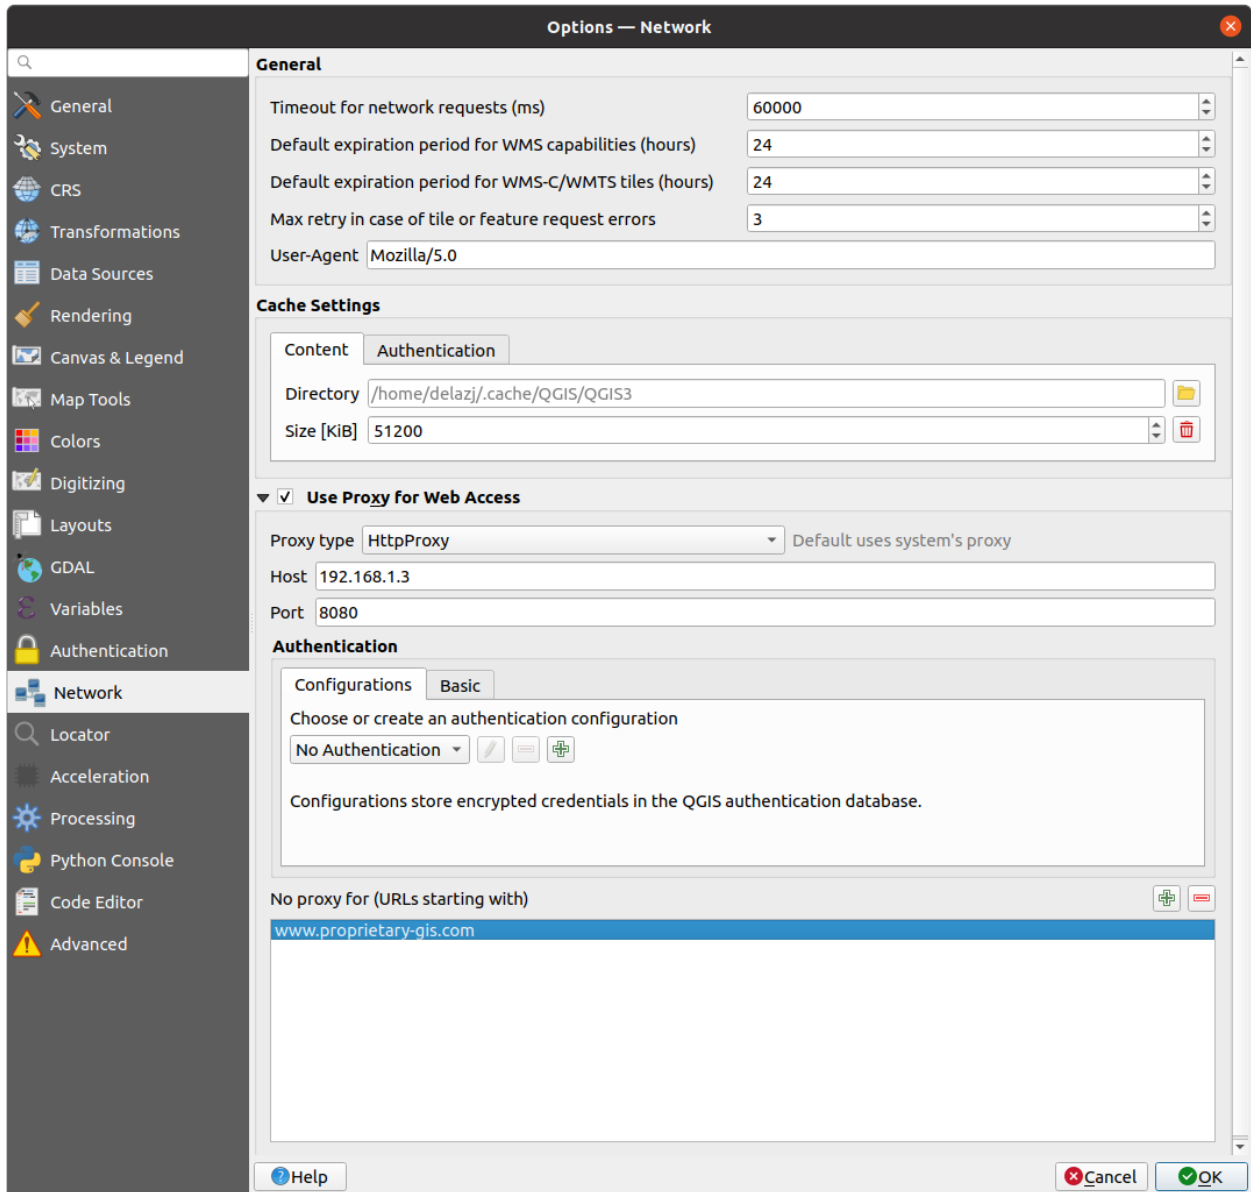 Options — Network
General
System
CRS
Transformations
Data Sources
Rendering
Canvas & Legend
Map Tools
Colors
Digitizing
Layouts
GDAL
Variables
Authentication
Network
Locator
Acceleration
Processing
Python Console
Code Editor
Advanced
General
Timeout for network requests (ms) 60000
Default expiration period for WMS capabilities (hours) 24
Default expiration period for WMS-C/WMTS tiles (hours) 24
Max retry in case of tile or feature request errors 3
User-Agent Mozilla/5.0
Cache Settings
Content Authentication
Directory /home/delazj/.cache/QGIS/QGIS3
Size [KiB] 51200
Use Proxy for Web Access
Proxy type HttpProxy Default uses system's proxy
Host 192.168.1.3
Port 8080
Authentication
Configurations Basic
Choose or create an authentication configuration
No Authentication
Configurations store encrypted credentials in the QGIS authentication database.
No proxy for (URLs starting with)
www.proprietary-gis.com
Help Cancel OK